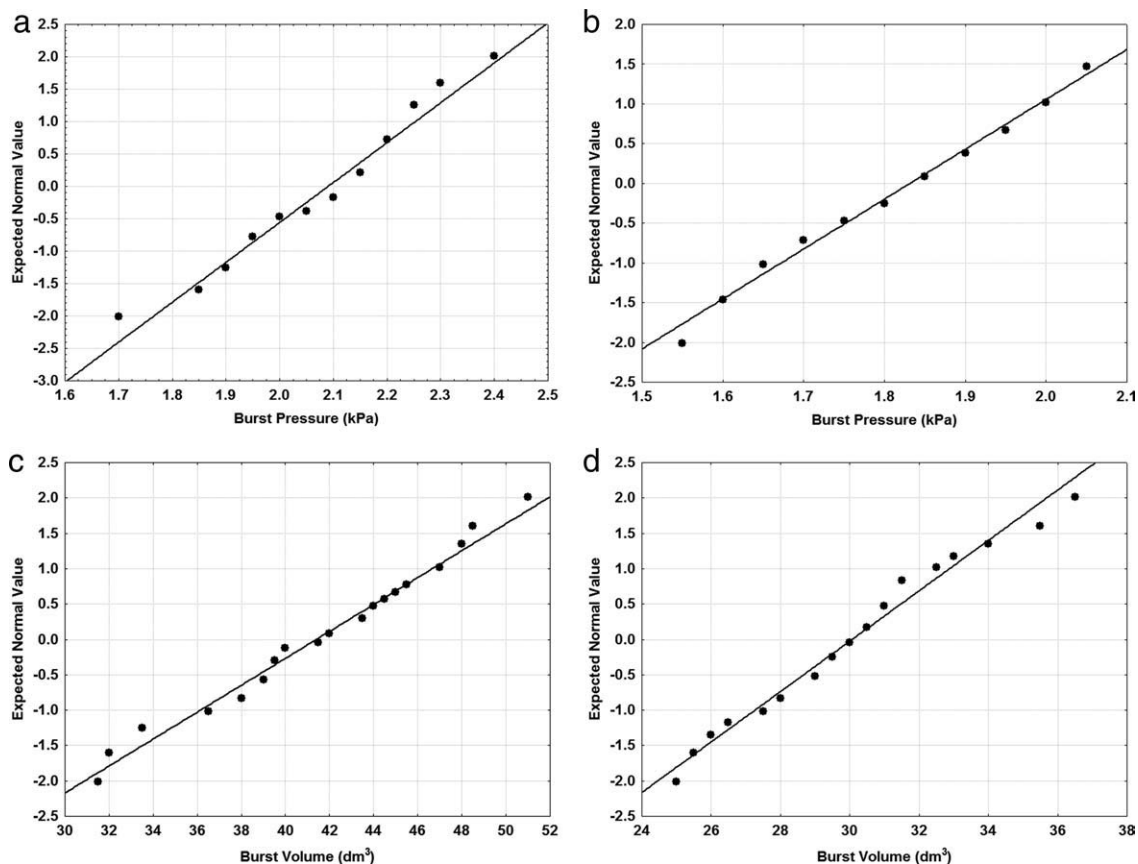 a
2.5
2.0
1.5
1.0
0.5
0.0
-0.5
-1.0
-1.5
-2.0
-2.5
-3.0
Expected Normal Value
1.6 1.7 1.8 1.9 2.0 2.1 2.2 2.3 2.4 2.5
Burst Pressure (kPa)
b
2.0
1.5
1.0
0.5
0.0
-0.5
-1.0
-1.5
-2.0
-2.5
Expected Normal Value
1.5 1.6 1.7 1.8 1.9 2.0 2.1
Burst Pressure (kPa)
c
2.5
2.0
1.5
1.0
0.5
0.0
-0.5
-1.0
-1.5
-2.0
-2.5
Expected Normal Value
30 32 34 36 38 40 42 44 46 48 50 52
Burst Volume (dm³)
d
2.5
2.0
1.5
1.0
0.5
0.0
-0.5
-1.0
-1.5
-2.0
-2.5
Expected Normal Value
24 26 28 30 32 34 36 38
Burst Volume (dm³)